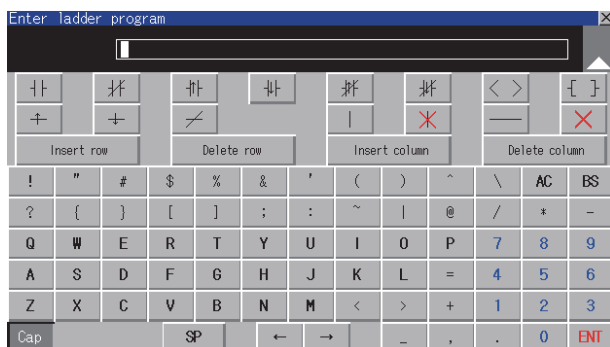 Enter ladder program X
< > { }
Insert row Delete row Insert column Delete column
! " # $ % & ' ( ) ^ \ AC BS
? { } [ ] ; : ~ | @ / * -
Q W E R T Y U I O P 7 8 9
A S D F G H J K L = 4 5 6
Z X C V B N M < > + 1 2 3
Cap SP ← → _ , . 0 ENT